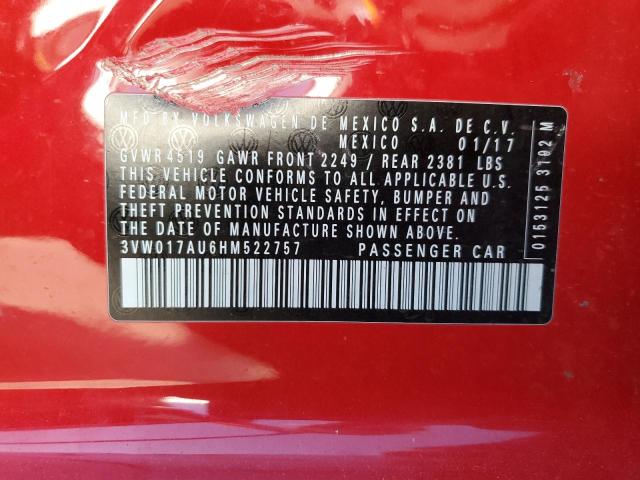 MFD BY VOLKSWAGEN DE MEXICO S.A. DE C.V.
MEXICO 01/17
GVWR 4519 GAWR FRONT 2249 / REAR 2381 LBS
THIS VEHICLE CONFORMS TO ALL APPLICABLE U.S.
FEDERAL MOTOR VEHICLE SAFETY, BUMPER AND
THEFT PREVENTION STANDARDS IN EFFECT ON
THE DATE OF MANUFACTURE SHOWN ABOVE.
3VW017AU6HM522757 PASSENGER CAR
0153125 3102 M